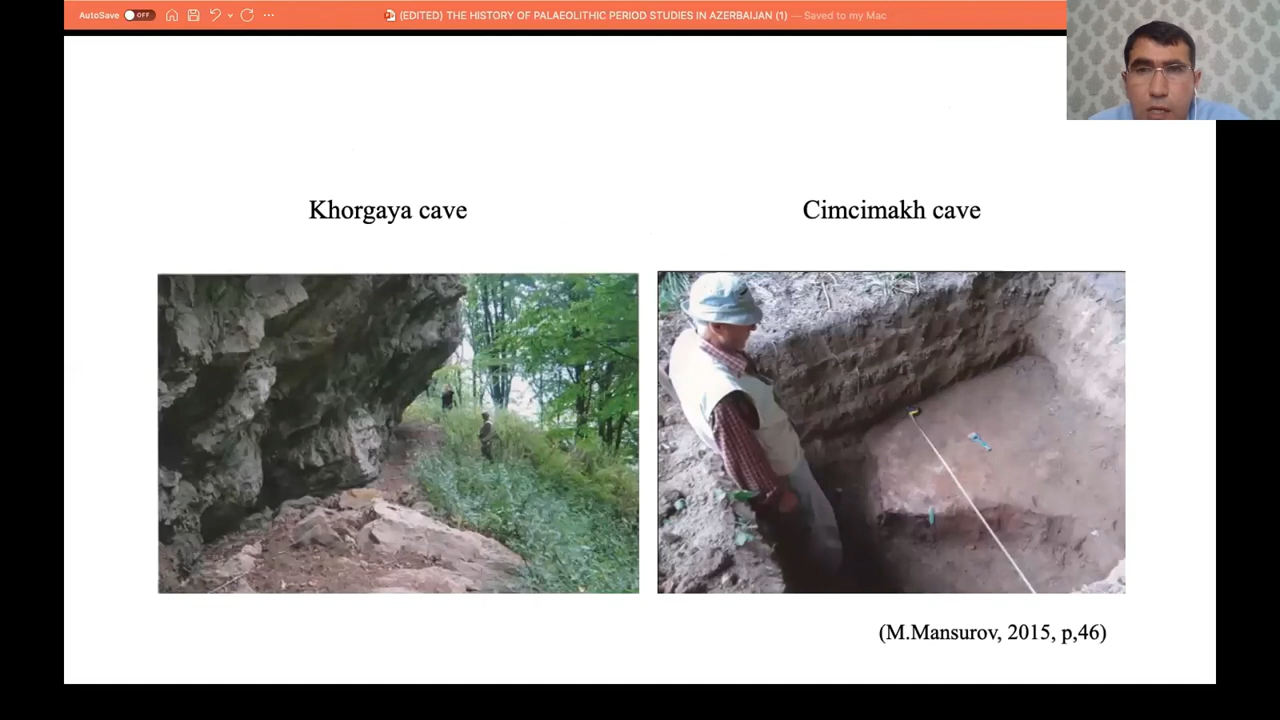 AutoSave OFF
(EDITED) THE HISTORY OF PALAEOLITHIC PERIOD STUDIES IN AZERBAIJAN (1) — Saved to my Mac
Khorgaya cave
Cimcimakh cave
(M.Mansurov, 2015, p,46)